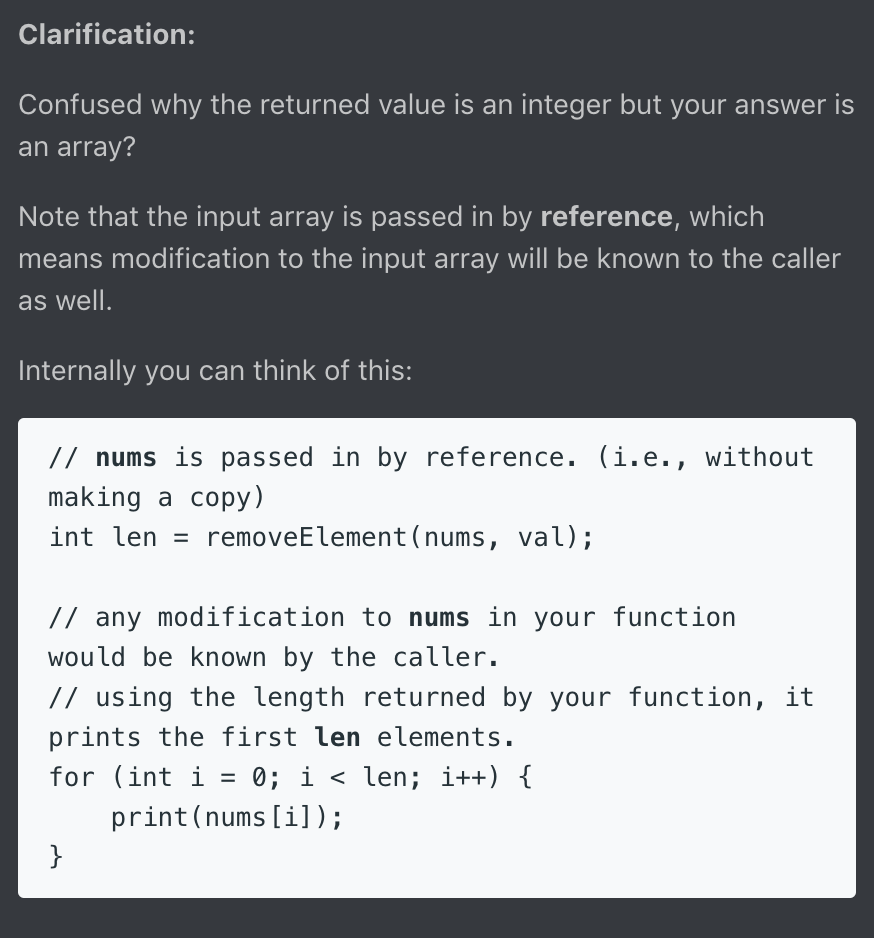 Clarification:
Confused why the returned value is an integer but your answer is
an array?
Note that the input array is passed in by reference, which
means modification to the input array will be known to the caller
as well.
Internally you can think of this:
// nums is passed in by reference. (i.e., without
making a copy)
int len = removeElement(nums, val);
// any modification to nums in your function
would be known by the caller.
// using the length returned by your function, it
prints the first len elements.
for (int i = 0; i < len; i++) {
    print(nums[i]);
}